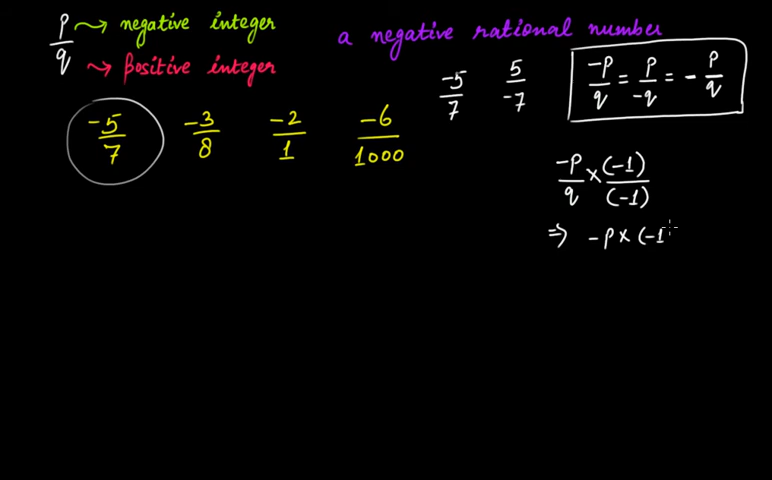 p/q → negative integer
→ positive integer
a negative rational number
-5/7 5/-7
-p/q = p/-q = - p/q
-5/7 -3/8 -2/1 -6/1000
-p/q × (-1)/(-1)
⇒ -p × (-1